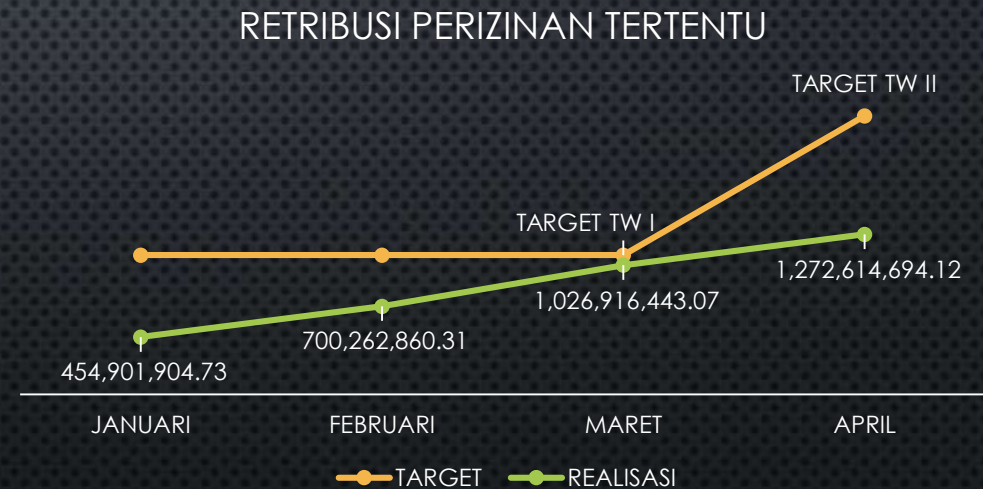 RETRIBUSI PERIZINAN TERTENTU
TARGET TW II
TARGET TW I
1,272,614,694.12
1,026,916,443.07
700,262,860.31
454,901,904.73
JANUARI FEBRUARI MARET APRIL
TARGET REALISASI